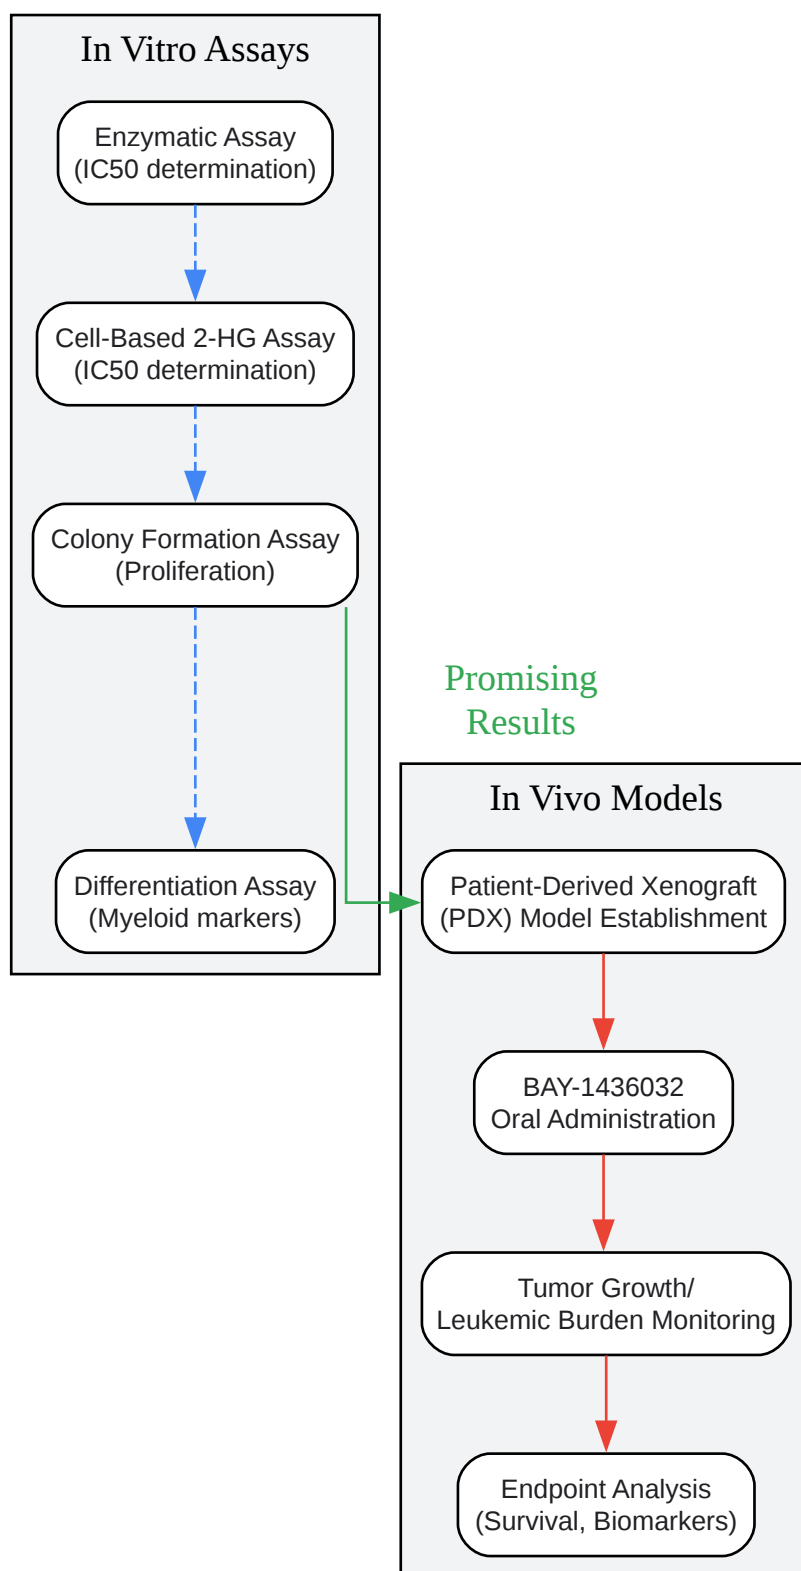 In Vitro Assays
Enzymatic Assay
(IC50 determination)
Cell-Based 2-HG Assay
(IC50 determination)
Colony Formation Assay
(Proliferation)
Differentiation Assay
(Myeloid markers)
Promising
Results
In Vivo Models
Patient-Derived Xenograft
(PDX) Model Establishment
BAY-1436032
Oral Administration
Tumor Growth/
Leukemic Burden Monitoring
Endpoint Analysis
(Survival, Biomarkers)